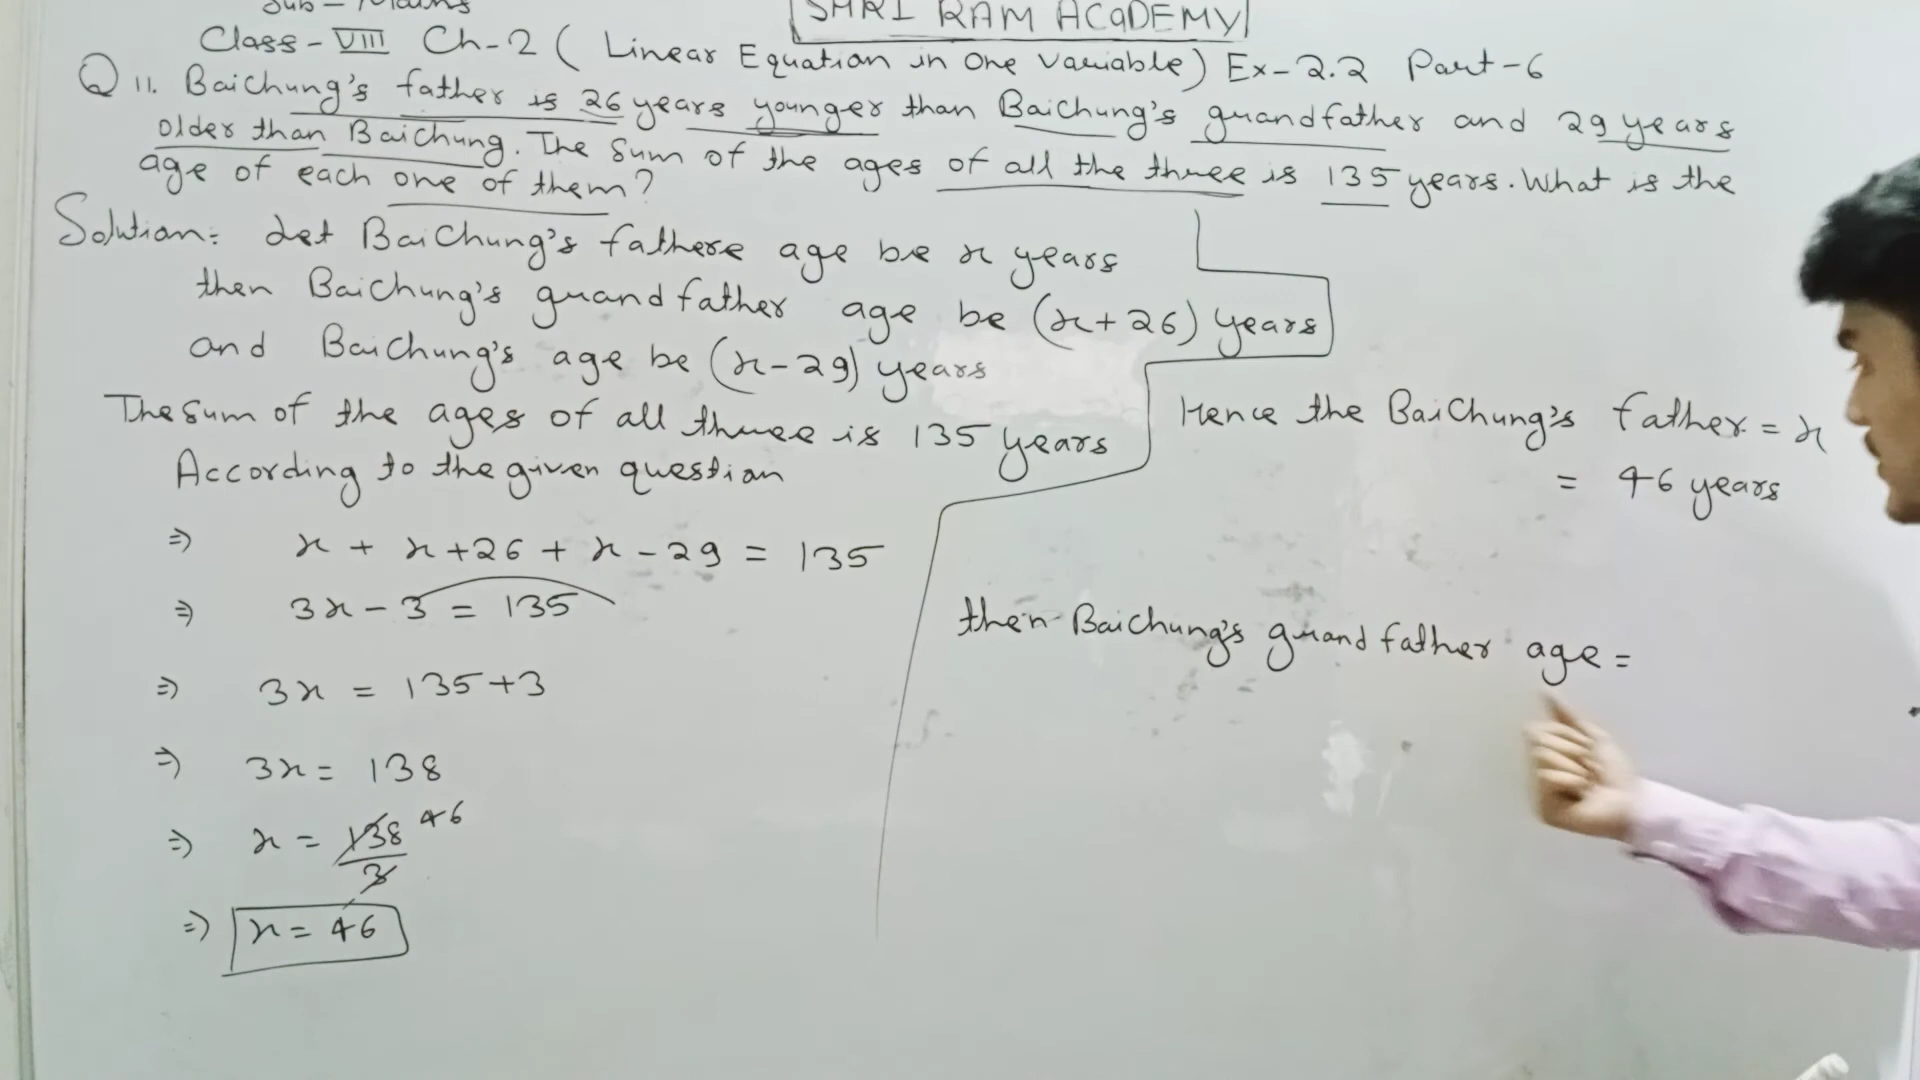 Sub - Maths
SHRI RAM ACADEMY
Class - VIII Ch-2 ( Linear Equation in One Variable) Ex-2.2 Part-6
Q 11. Baichung's father is 26 years younger than Baichung's grandfather and 29 years
older than Baichung. The Sum of the ages of all the three is 135 years. What is the
age of each one of them?
Solution:- Let BaiChung's fathere age be x years
then BaiChung's grandfather age be (x+26) years
and BaiChung's age be (x-29) years
The Sum of the ages of all three is 135 years
According to the given question
⇒ x + x+26 + x - 29 = 135
⇒ 3x - 3 = 135
⇒ 3x = 135+3
⇒ 3x = 138
⇒ x = 138/3 46
⇒ x = 46
Hence the BaiChung's father = x
= 46 years
then Baichung's grandfather age =